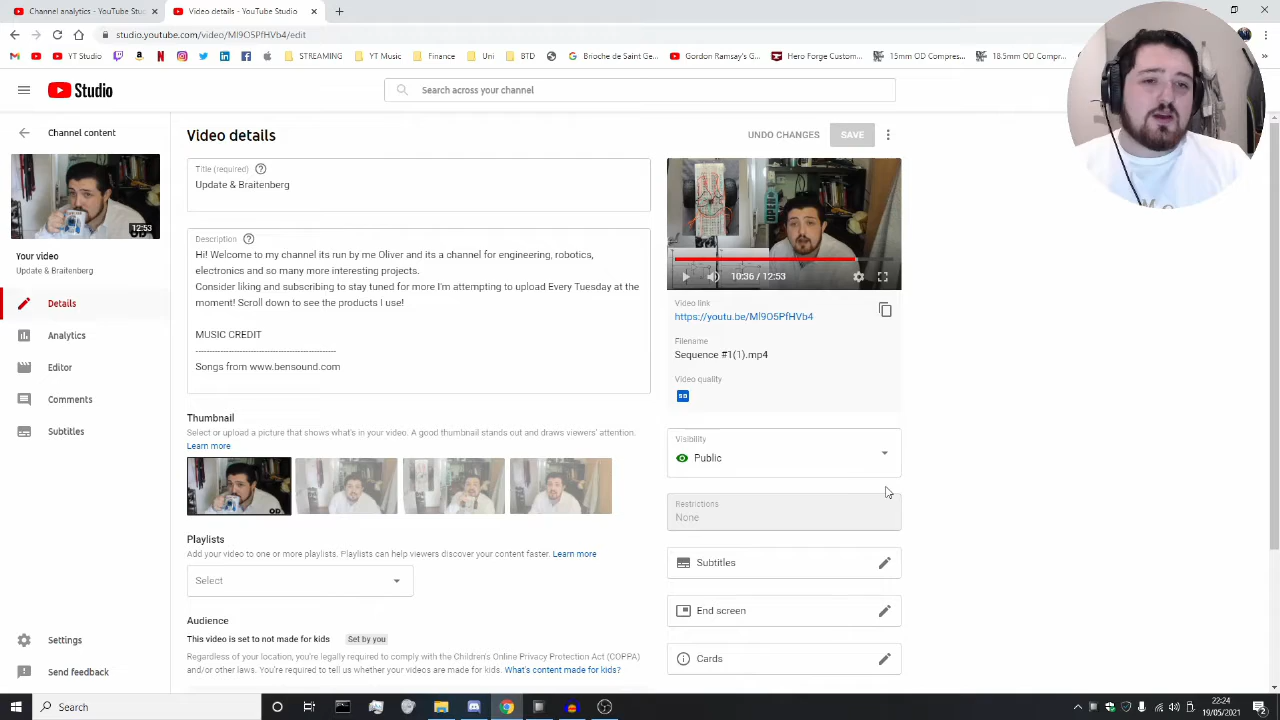 Channel analytics - YouTube Stu
Video details - YouTube Studio
studio.youtube.com/video/Ml9O5PfHVb4/edit
YT Studio
STREAMING
YT Music
Finance
Uni
BTD
Brioche de Saint Ge...
Gordon Ramsay's G...
Hero Forge Custom...
15mm OD Compres...
18.5mm OD Compr...
Studio
Search across your channel
Channel content
12:53
Your video
Update & Braitenberg
Details
Analytics
Editor
Comments
Subtitles
Settings
Send feedback
Video details
UNDO CHANGES
SAVE
Title (required)
Update & Braitenberg
Description
Hi! Welcome to my channel its run by me Oliver and its a channel for engineering, robotics,
electronics and so many more interesting projects.
Consider liking and subscribing to stay tuned for more I'm attempting to upload Every Tuesday at the
moment! Scroll down to see the products I use!
MUSIC CREDIT
--------------------------------------------------
Songs from www.bensound.com
Thumbnail
Select or upload a picture that shows what's in your video. A good thumbnail stands out and draws viewers' attention.
Learn more
Playlists
Add your video to one or more playlists. Playlists can help viewers discover your content faster. Learn more
Select
Audience
This video is set to not made for kids Set by you
Regardless of your location, you're legally required to comply with the Children's Online Privacy Protection Act (COPPA)
and/or other laws. You're required to tell us whether your videos are made for kids. What's content made for kids?
OPEN
10:36 / 12:53
Video link
https://youtu.be/Ml9O5PfHVb4
Filename
Sequence #1(1).mp4
Video quality
SD
Visibility
Public
Restrictions
None
Subtitles
End screen
Cards
Search
22:24
19/05/2021